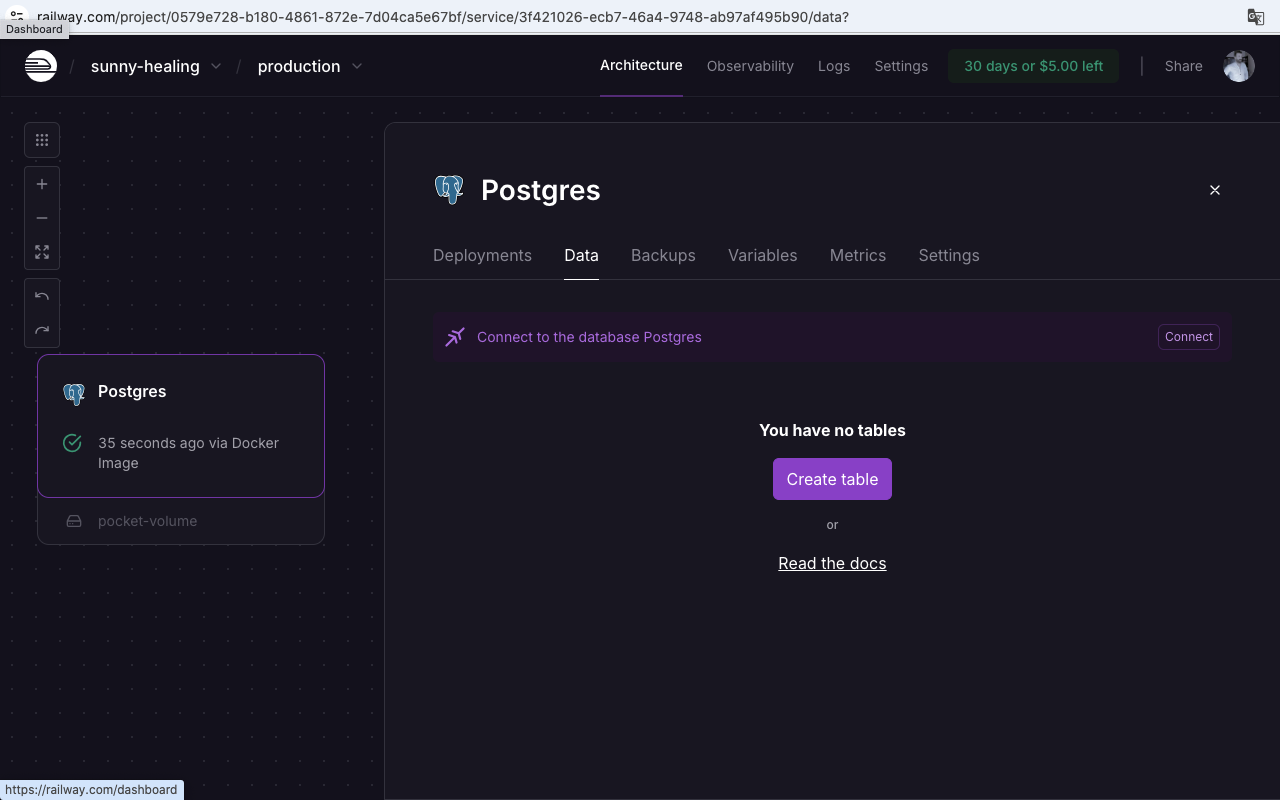 railway.com/project/0579e728-b180-4861-872e-7d04ca5e67bf/service/3f421026-ecb7-46a4-9748-ab97af495b90/data?
Dashboard
/ sunny-healing / production
Architecture Observability Logs Settings 30 days or $5.00 left Share
Postgres
Deployments Data Backups Variables Metrics Settings
Connect to the database Postgres Connect
Postgres
35 seconds ago via Docker
Image
pocket-volume
You have no tables
Create table
or
Read the docs
https://railway.com/dashboard